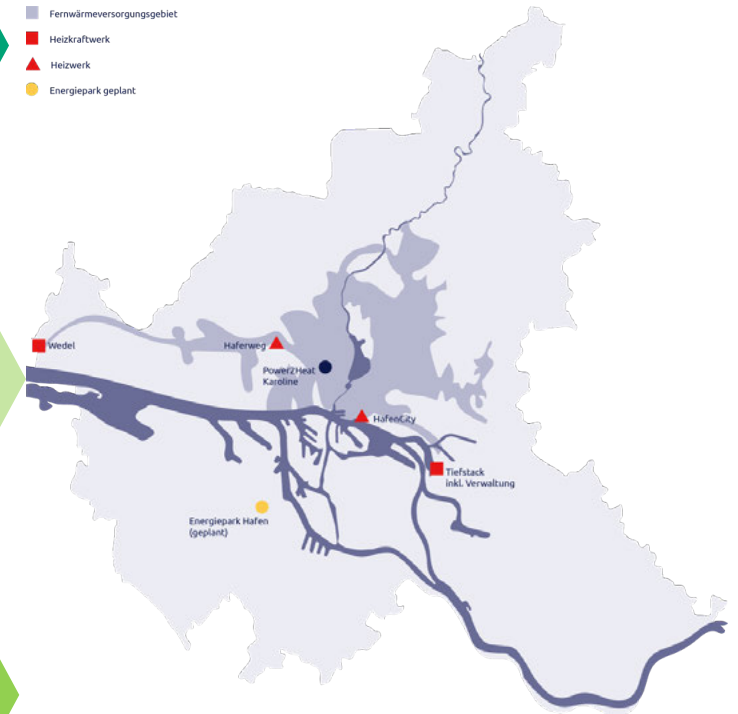 Fernwärmeversorgungsgebiet
Heizkraftwerk
Heizwerk
Energiepark geplant
Wedel
Haferweg
Power2Heat
Karoline
HafenCity
Tiefstack
inkl. Verwaltung
Energiepark Hafen
(geplant)